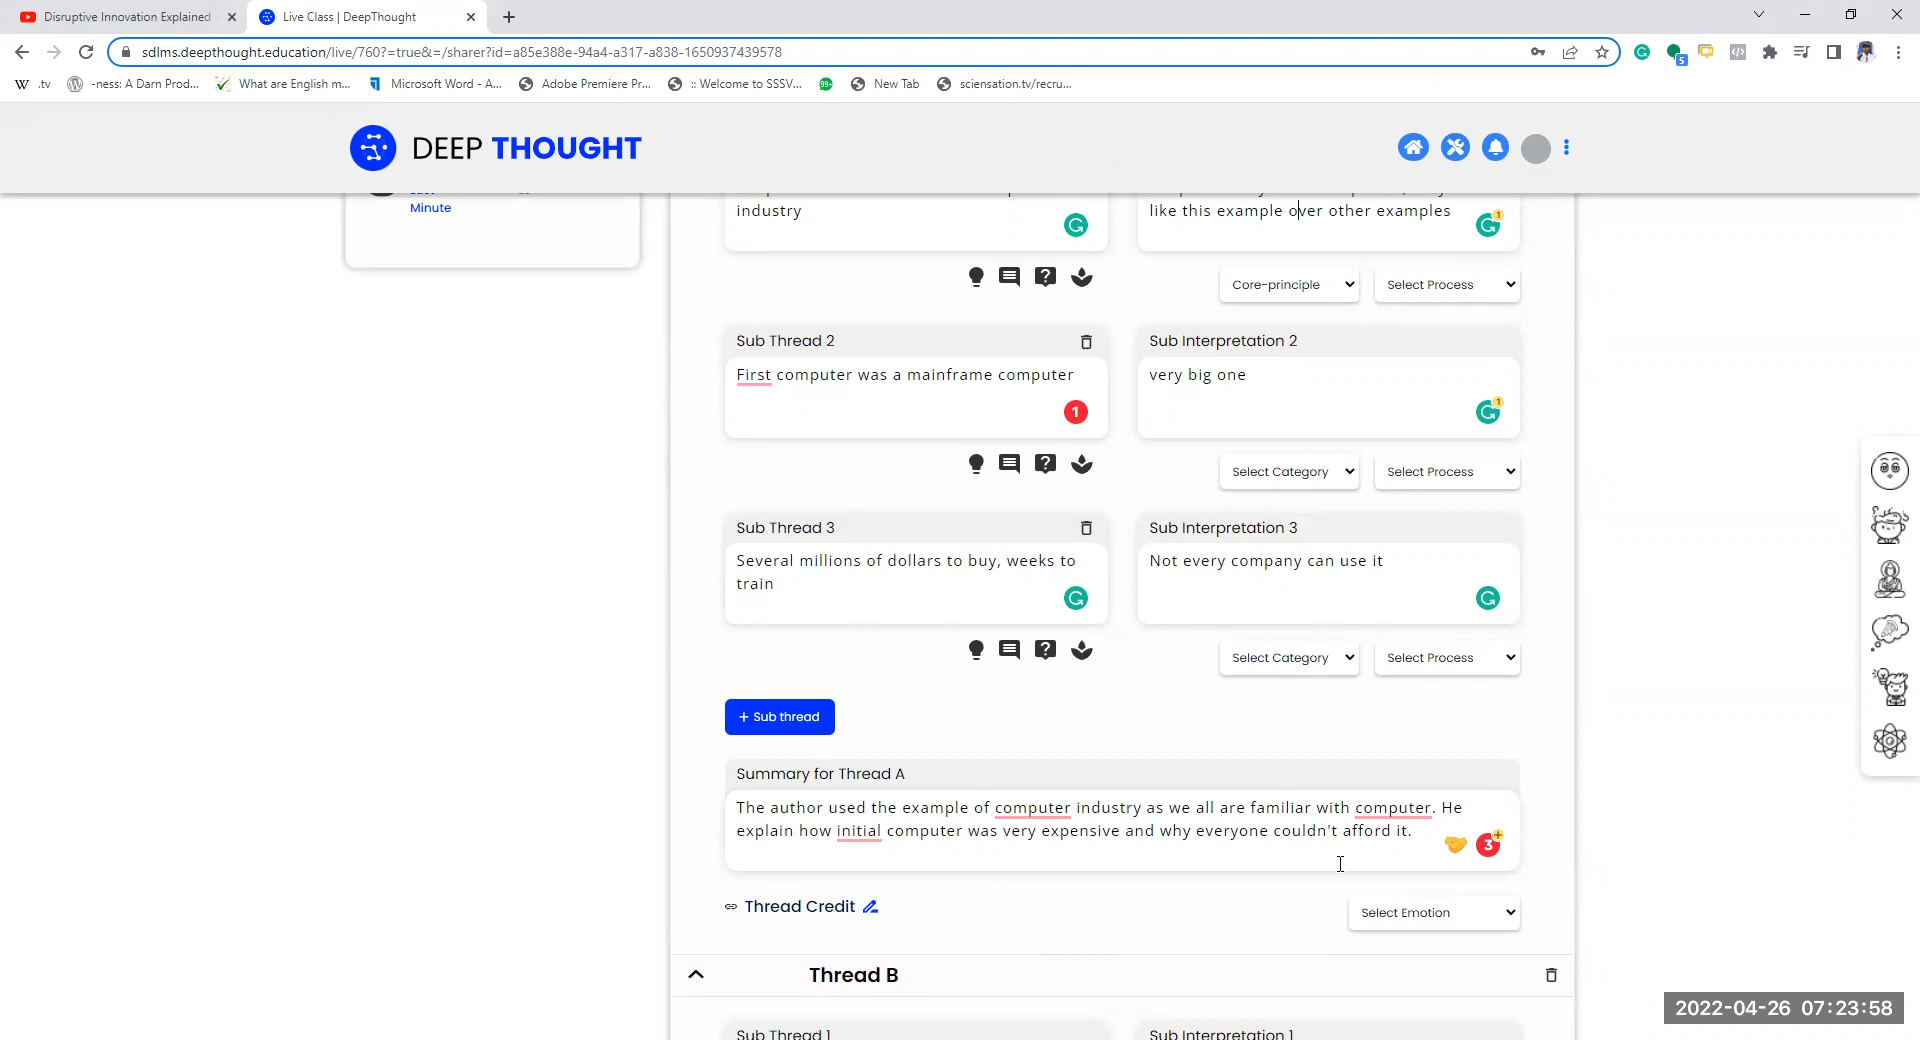 Disruptive Innovation Explained
Live Class | DeepThought
sdlms.deepthought.education/live/760?=true&=/sharer?id=a85e388e-94a4-a317-a838-1650937439578
5
.tv
-ness: A Darn Prod...
What are English m...
Microsoft Word - A...
Adobe Premiere Pr...
:: Welcome to SSSV...
99+
New Tab
sciensation.tv/recru...
DEEP THOUGHT
Minute
industry
like this example over other examples
1
Core-principle
Select Process
Sub Thread 2
Sub Interpretation 2
First computer was a mainframe computer
very big one
1
1
Select Category
Select Process
Sub Thread 3
Sub Interpretation 3
Several millions of dollars to buy, weeks to
train
Not every company can use it
Select Category
Select Process
+ Sub thread
Summary for Thread A
The author used the example of computer industry as we all are familiar with computer. He
explain how initial computer was very expensive and why everyone couldn't afford it.
3
Thread Credit
Select Emotion
Thread B
2022-04-26 07:23:58
Sub Thread 1
Sub Interpretation 1